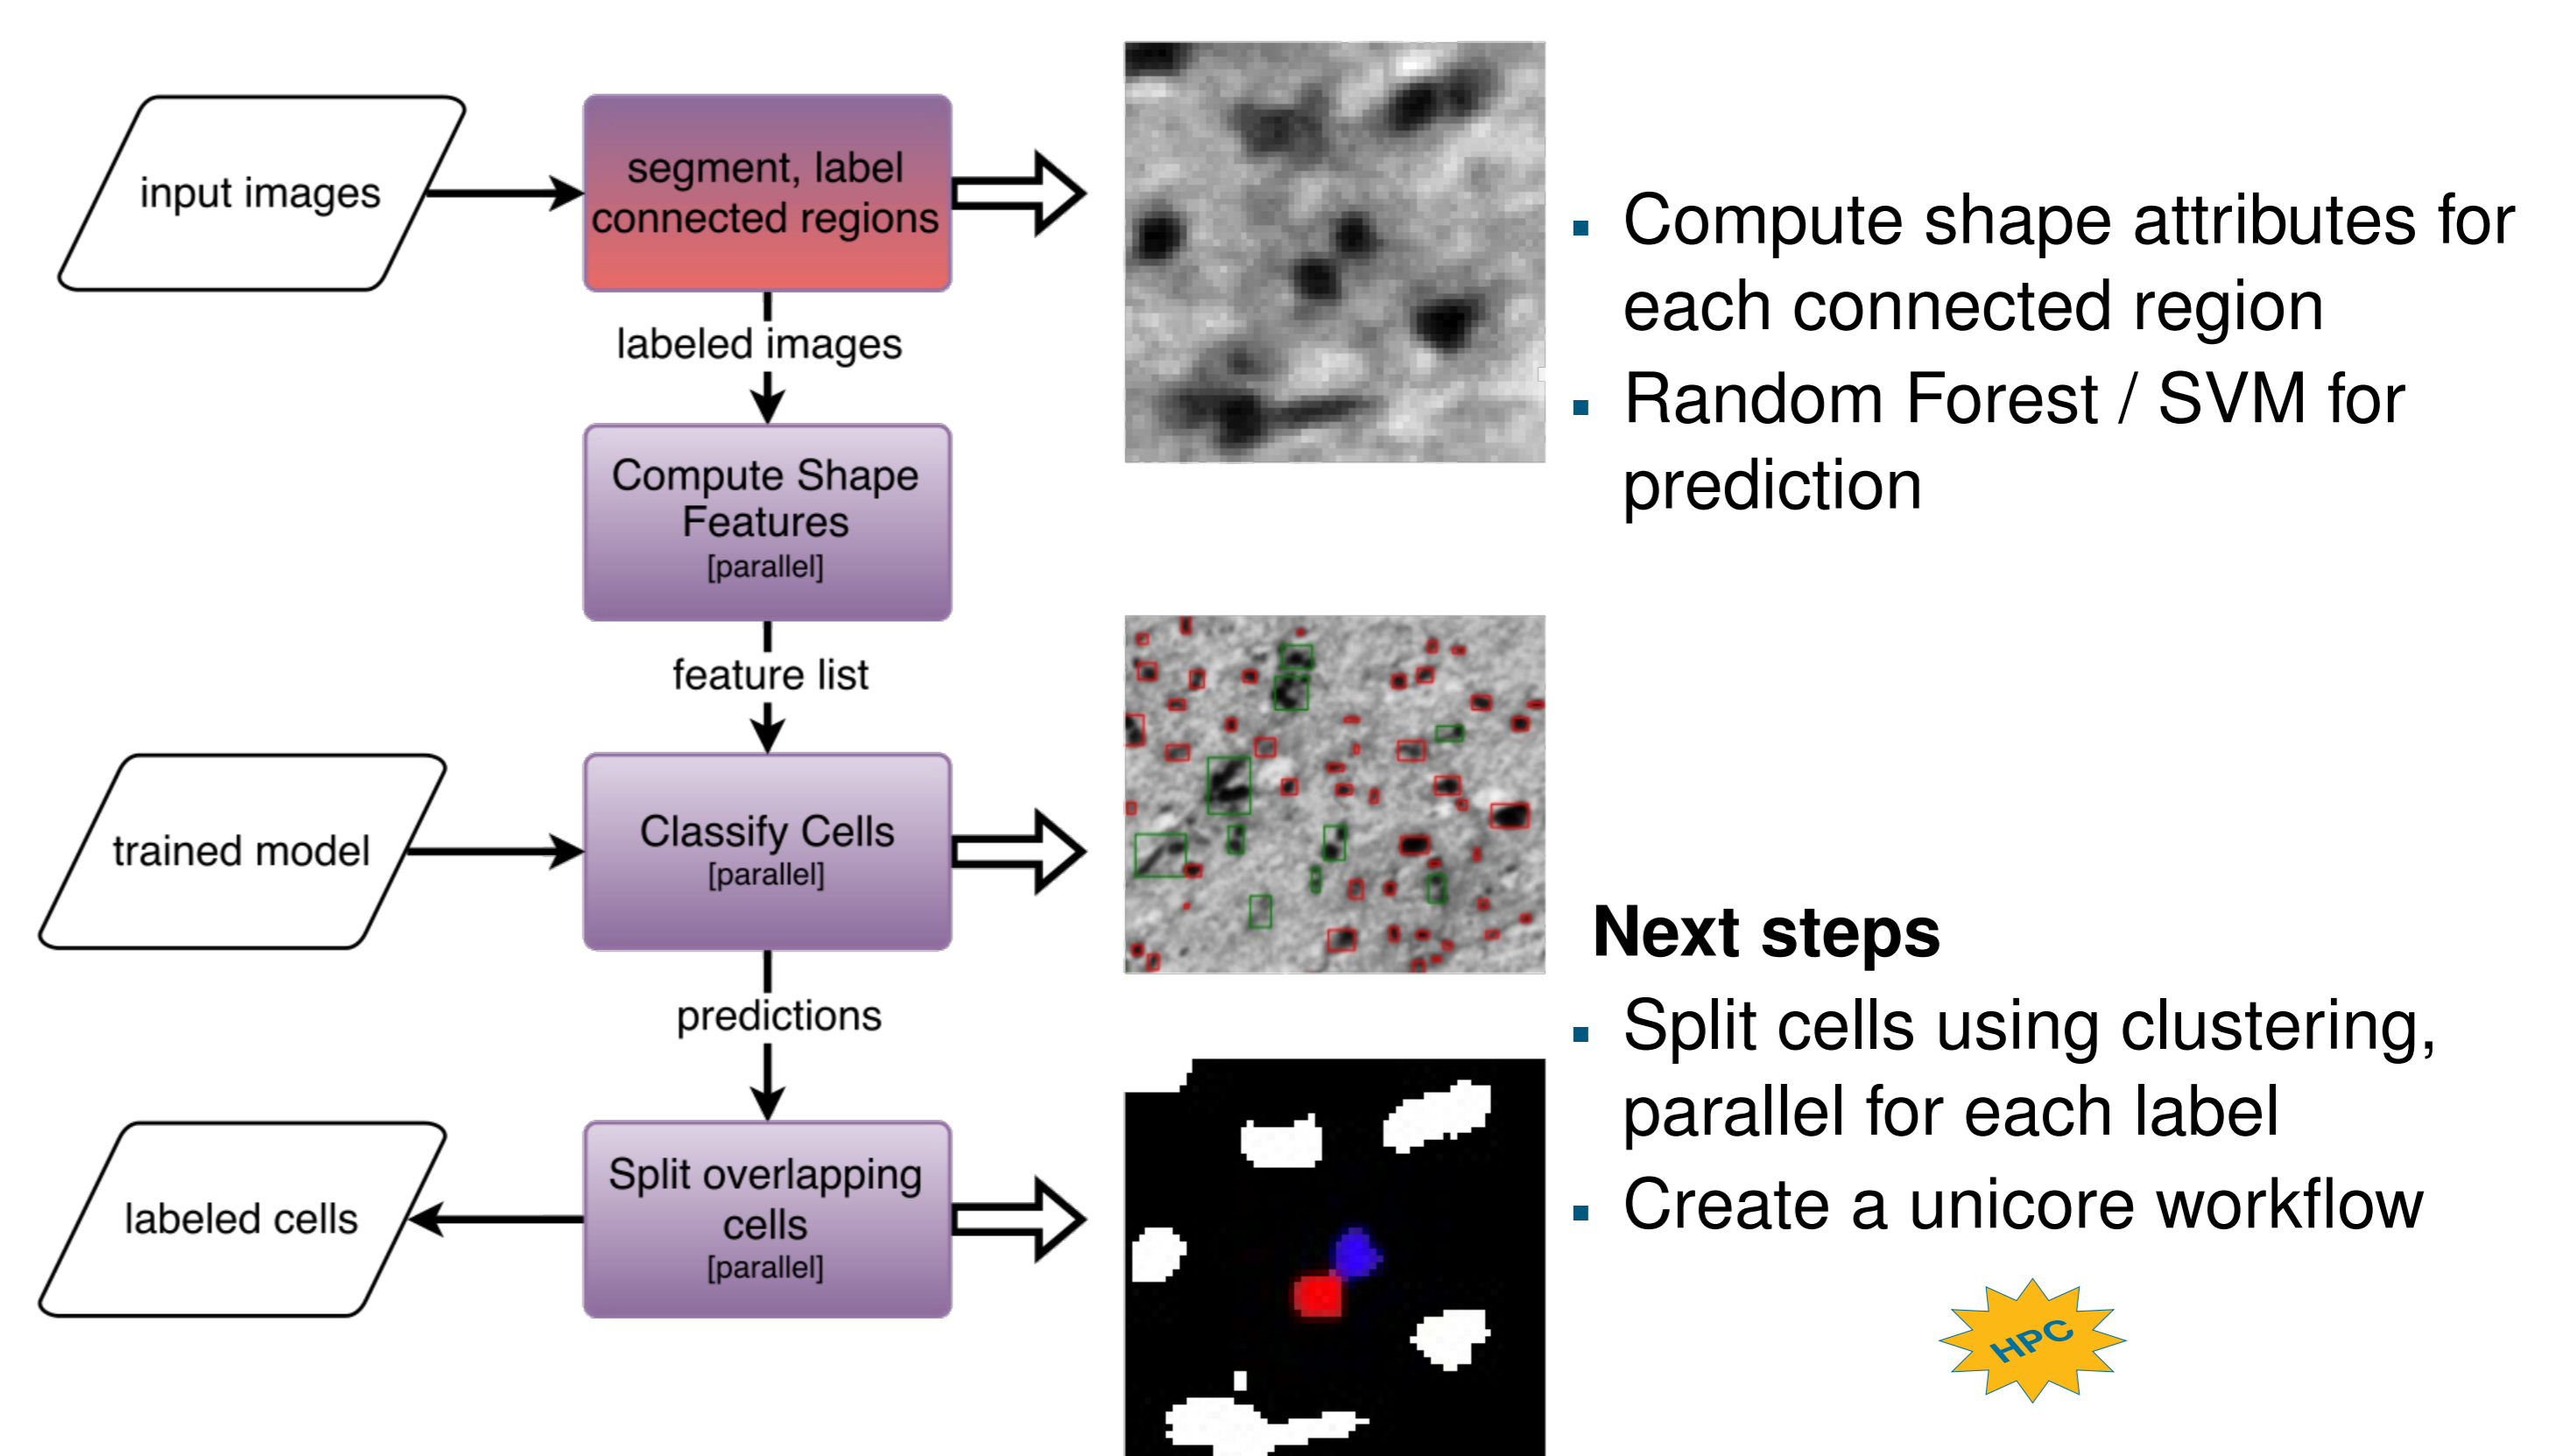 input images
segment, label
connected regions
labeled images
Compute Shape
Features
[parallel]
feature list
trained model
Classify Cells
[parallel]
predictions
labeled cells
Split overlapping
cells
[parallel]
Compute shape attributes for
each connected region
Random Forest / SVM for
prediction
Next steps
Split cells using clustering,
parallel for each label
Create a unicore workflow
HPC